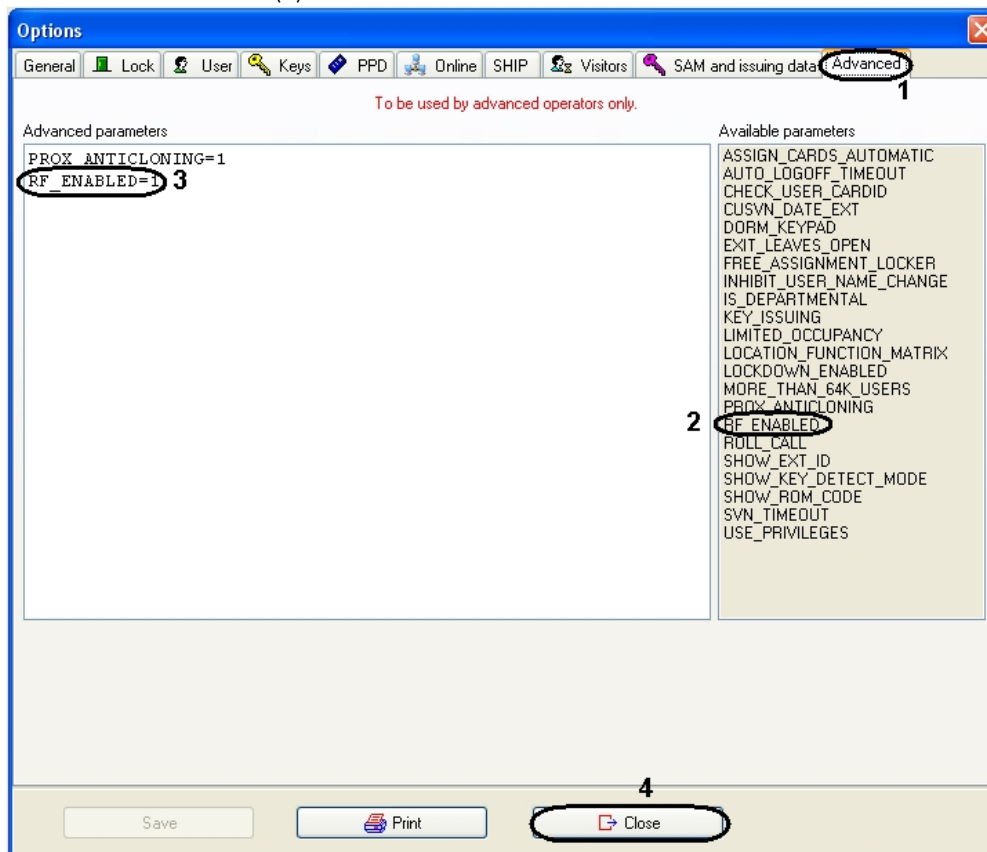 (  )
Options
General Lock User Keys PPD Online SHIP Visitors SAM and issuing data Advanced
1
To be used by advanced operators only.
Advanced parameters
Available parameters
PROX_ANTICLONING=1
RF_ENABLED=1 3
ASSIGN_CARDS_AUTOMATIC
AUTO_LOGOFF_TIMEOUT
CHECK_USER_CARDID
CUSVN_DATE_EXT
DORM_KEYPAD
EXIT_LEAVES_OPEN
FREE_ASSIGNMENT_LOCKER
INHIBIT_USER_NAME_CHANGE
IS_DEPARTMENTAL
KEY_ISSUING
LIMITED_OCCUPANCY
LOCATION_FUNCTION_MATRIX
LOCKDOWN_ENABLED
MORE_THAN_64K_USERS
PROX_ANTICLONING
2 RF_ENABLED
ROLL_CALL
SHOW_EXT_ID
SHOW_KEY_DETECT_MODE
SHOW_ROM_CODE
SVN_TIMEOUT
USE_PRIVILEGES
4
Save Print Close